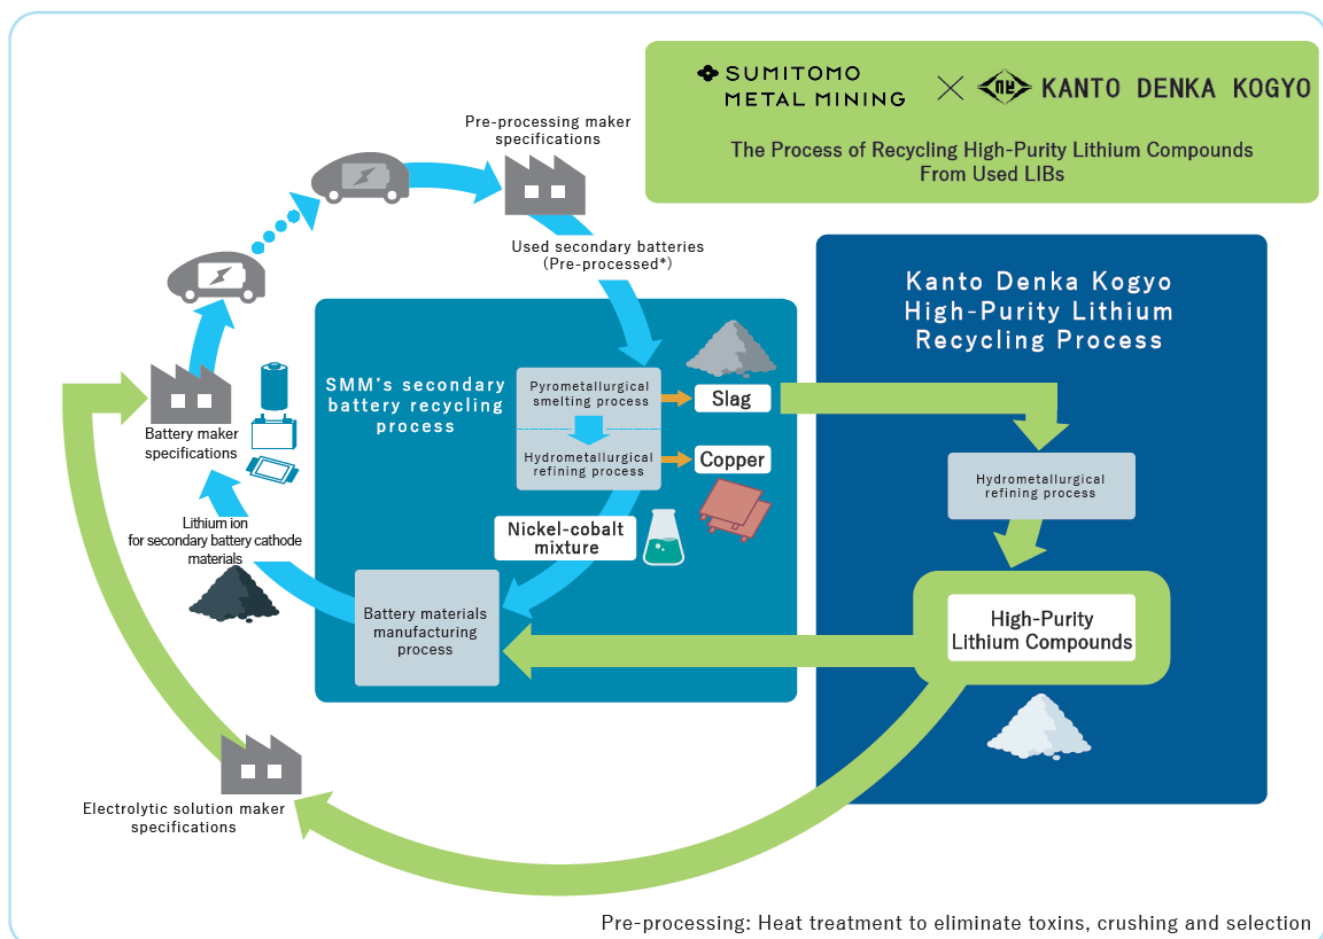 SUMITOMO
METAL MINING
KANTO DENKA KOGYO
The Process of Recycling High-Purity Lithium Compounds
From Used LIBs
Pre-processing maker
specifications
Used secondary batteries
(Pre-processed*)
Kanto Denka Kogyo
High-Purity Lithium
Recycling Process
SMM's secondary
battery recycling
process
Pyrometallurgical
smelting process
Slag
Hydrometallurgical
refining process
Copper
Nickel-cobalt
mixture
Battery materials
manufacturing
process
Hydrometallurgical
refining process
High-Purity
Lithium Compounds
Battery maker
specifications
Lithium ion
for secondary battery cathode
materials
Electrolytic solution maker
specifications
Pre-processing: Heat treatment to eliminate toxins, crushing and selection